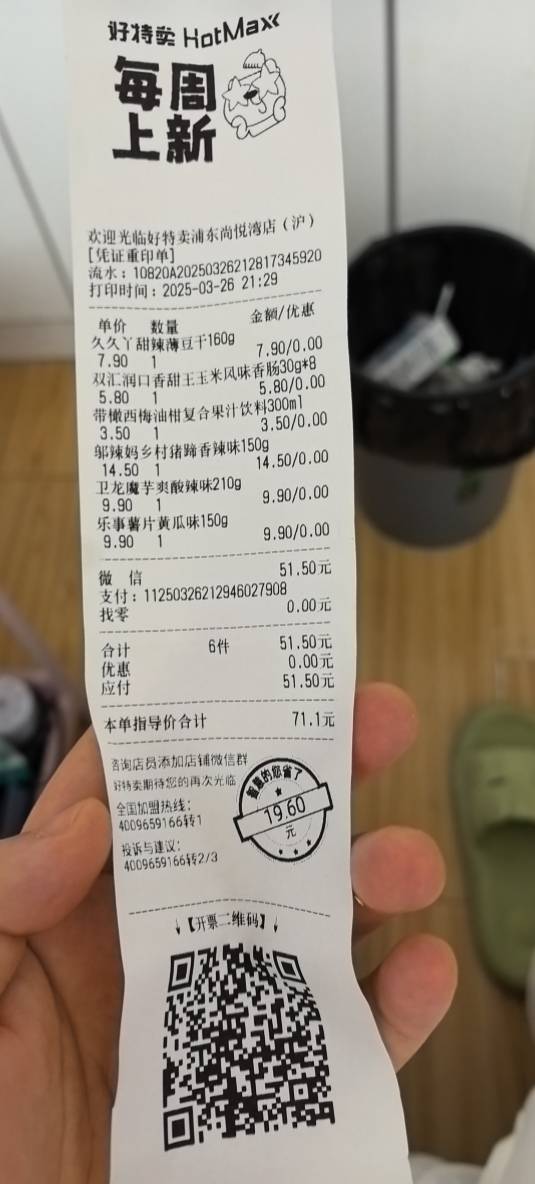 好特卖 HotMaxx
每周
上新
欢迎光临好特卖浦东尚悦湾店（沪）
[凭证重印单]
流水：10820A20250326212817345920
打印时间：2025-03-26 21:29
单价 数量 金额/优惠
久久丫甜辣薄豆干160g
7.90 1 7.90/0.00
双汇润口香甜王玉米风味香肠30g*8
5.80 1 5.80/0.00
带橄西梅油柑复合果汁饮料300ml
3.50 1 3.50/0.00
邬辣妈乡村猪蹄香辣味150g
14.50 1 14.50/0.00
卫龙魔芋爽酸辣味210g
9.90 1 9.90/0.00
乐事薯片黄瓜味150g
9.90 1 9.90/0.00
微 信 51.50元
支付：11250326212946027908
找零 0.00元
合计 6件 51.50元
优惠 0.00元
应付 51.50元
本单指导价合计 71.1元
咨询店员添加店铺微信群
好特卖期待您的再次光临
全国加盟热线：
4009659166转1
投诉与建议：
4009659166转2/3
聪明的您省了
19.60
元
↓【开票二维码】↓